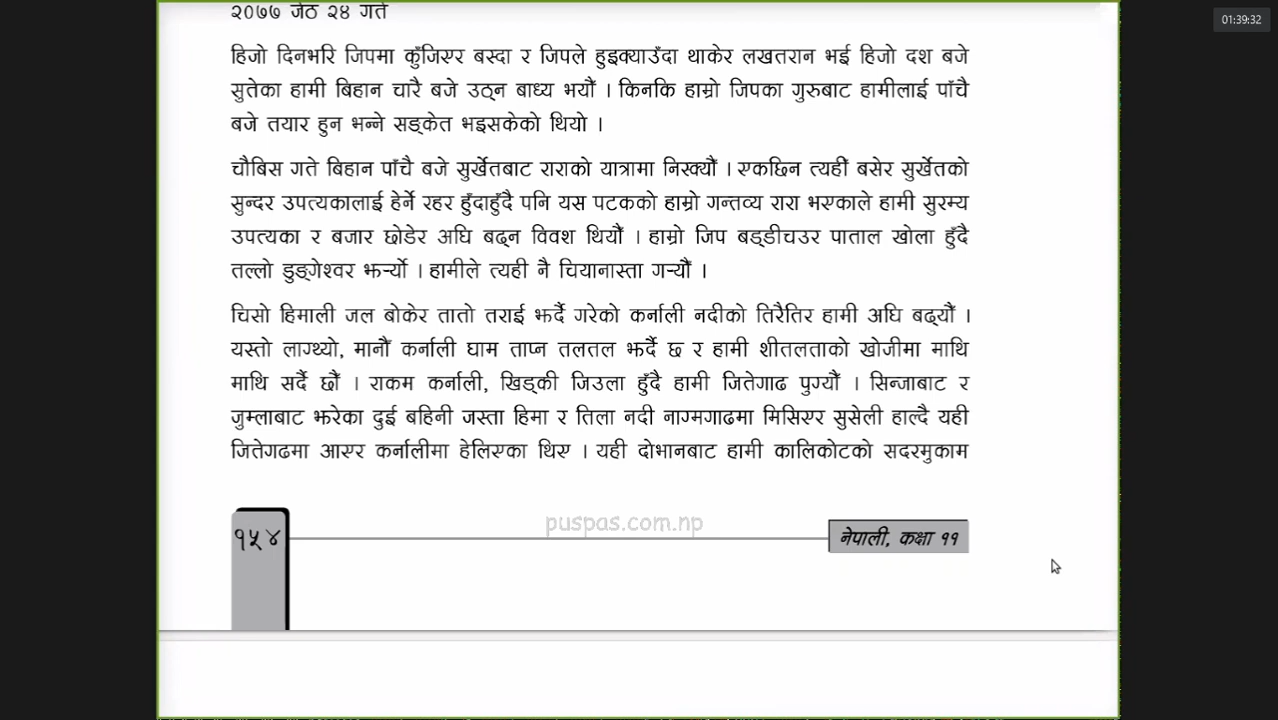 01:39:32
२०७७ जेठ २४ गते
हिजो दिनभरि जिपमा कुँजिएर बस्दा र जिपले हुइक्याउँदा थाकेर लखतरान भई हिजो दश बजे
सुतेका हामी बिहान चारै बजे उठ्न बाध्य भयौँ । किनकि हाम्रो जिपका गुरुबाट हामीलाई पाँचै
बजे तयार हुन भन्ने सङ्केत भइसकेको थियो ।
चौबिस गते बिहान पाँचै बजे सुर्खेतबाट राराको यात्रामा निस्क्यौँ । एकछिन त्यहीँ बसेर सुर्खेतको
सुन्दर उपत्यकालाई हेर्ने रहर हुँदाहुँदै पनि यस पटकको हाम्रो गन्तव्य रारा भएकाले हामी सुरम्य
उपत्यका र बजार छोडेर अघि बढ्न विवश थियौँ । हाम्रो जिप बड्डीचउर पाताल खोला हुँदै
तल्लो डुङ्गेश्वर झर्‍यो । हामीले त्यही नै चियानास्ता गर्‍यौँ ।
चिसो हिमाली जल बोकेर तातो तराई झर्दै गरेको कर्नाली नदीको तिरैतिर हामी अघि बढ्यौँ ।
यस्तो लाग्थ्यो, मानौँ कर्नाली घाम ताप्न तलतल झर्दै छ र हामी शीतलताको खोजीमा माथि
माथि सर्दै छौँ । राकम कर्नाली, खिड्की जिउला हुँदै हामी जितेगाढ पुग्यौँ । सिन्जाबाट र
जुम्लाबाट झरेका दुई बहिनी जस्ता हिमा र तिला नदी नाग्मगाढमा मिसिएर सुसेली हाल्दै यही
जितेगढमा आएर कर्नालीमा हेलिएका थिए । यही दोभानबाट हामी कालिकोटको सदरमुकाम
puspas.com.np
१५४
नेपाली, कक्षा ११